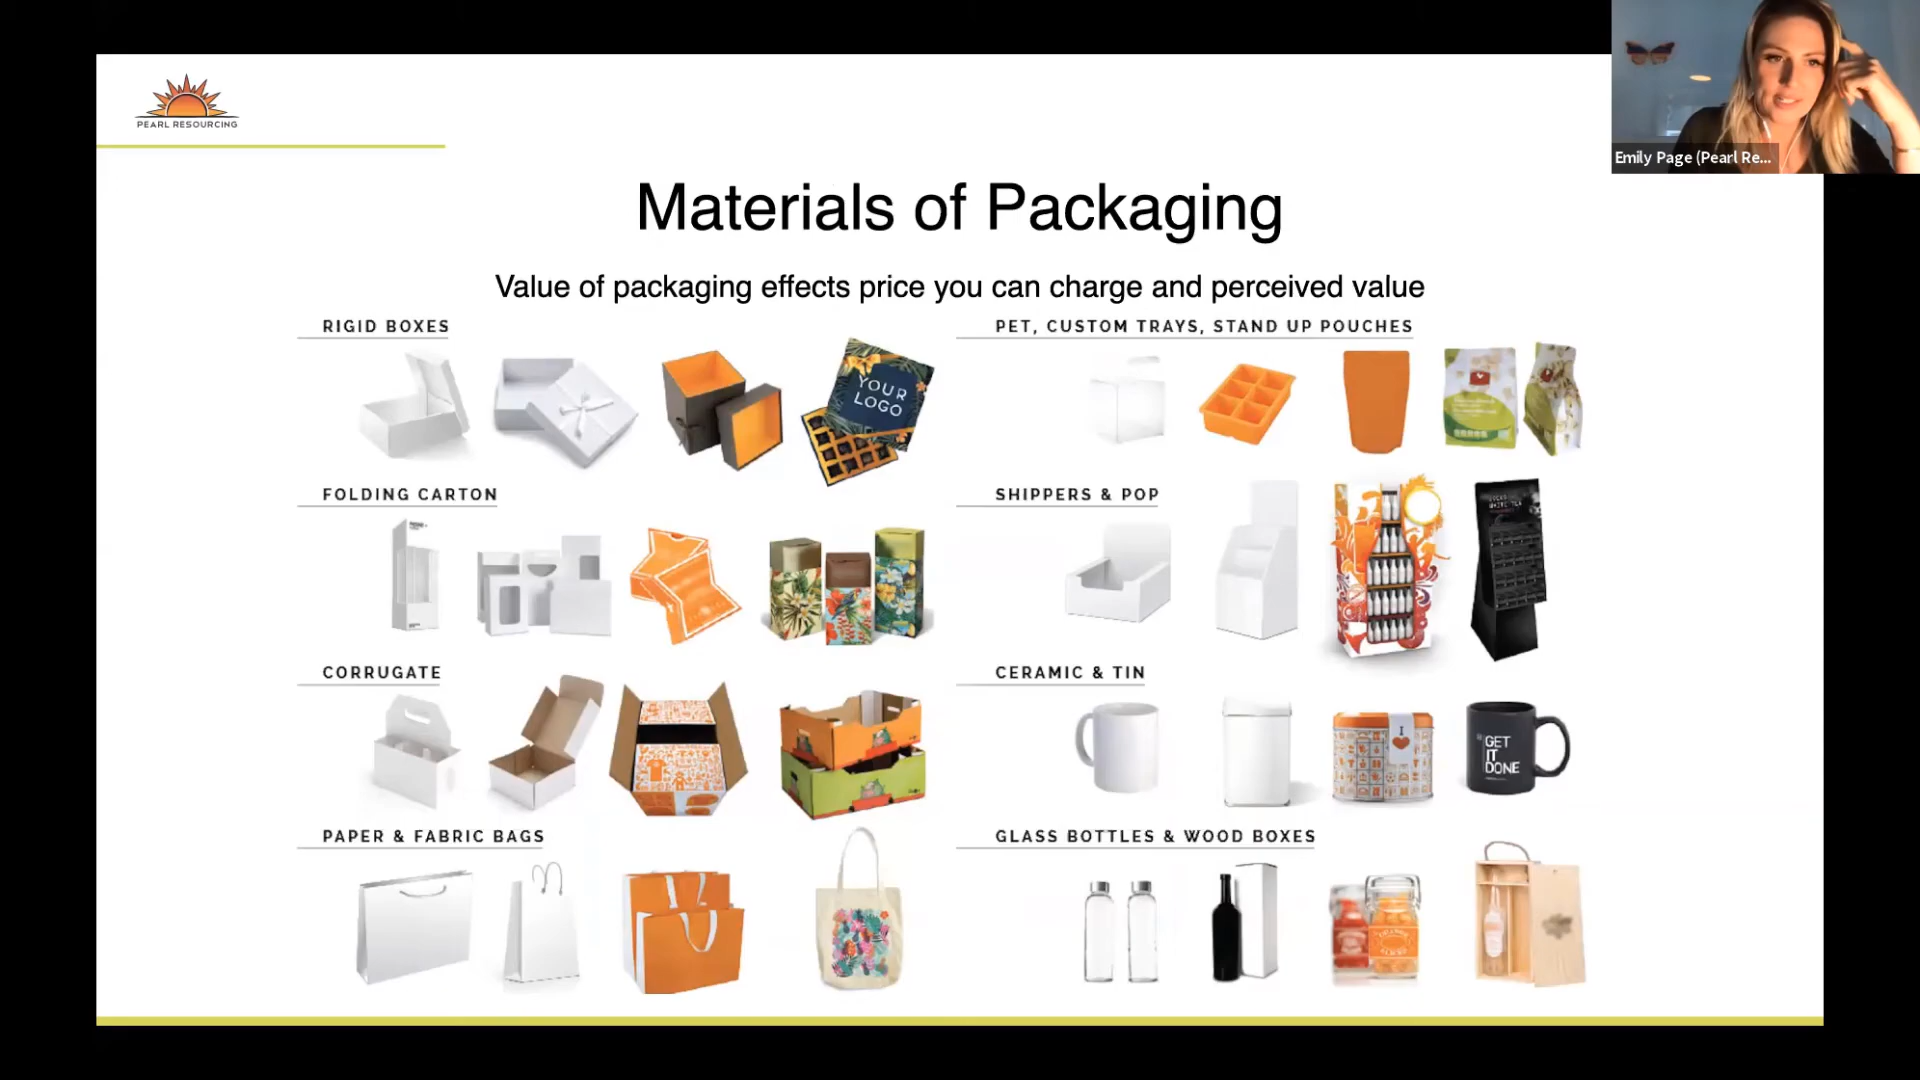 PEARL RESOURCING
Emily Page (Pearl Re...
Materials of Packaging
Value of packaging effects price you can charge and perceived value
RIGID BOXES
YOUR
LOGO
PET, CUSTOM TRAYS, STAND UP POUCHES
FOLDING CARTON
SHIPPERS & POP
CORRUGATE
CERAMIC & TIN
I
GET
IT
DONE
PAPER & FABRIC BAGS
GLASS BOTTLES & WOOD BOXES